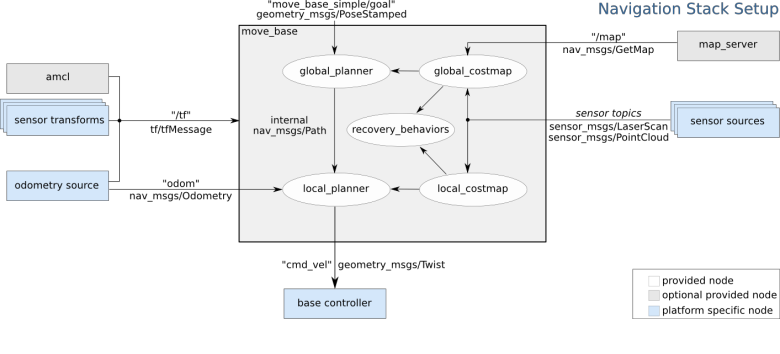 Navigation Stack Setup
"move_base_simple/goal"
geometry_msgs/PoseStamped
move_base
"/map"
nav_msgs/GetMap
map_server
global_planner
global_costmap
amcl
sensor transforms
"/tf"
tf/tfMessage
internal
nav_msgs/Path
recovery_behaviors
sensor topics
sensor_msgs/LaserScan
sensor_msgs/PointCloud
sensor sources
odometry source
"odom"
nav_msgs/Odometry
local_planner
local_costmap
"cmd_vel" geometry_msgs/Twist
base controller
provided node
optional provided node
platform specific node